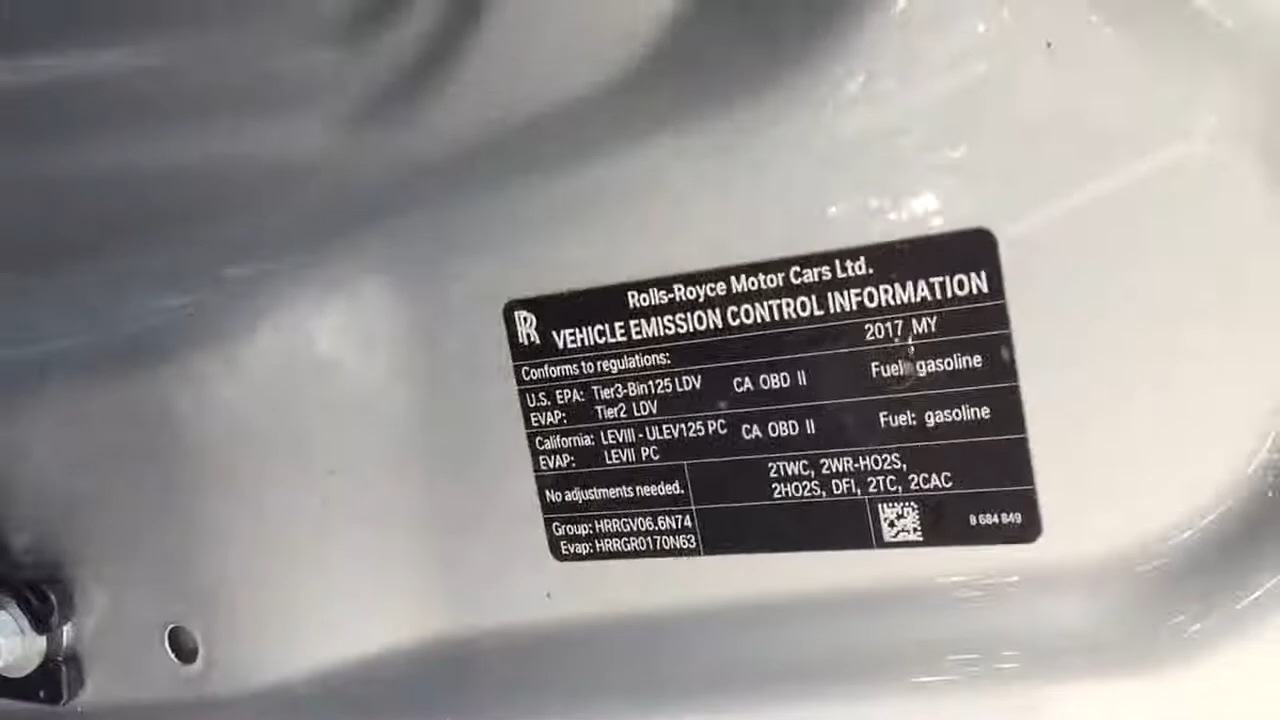 Rolls-Royce Motor Cars Ltd.
RR VEHICLE EMISSION CONTROL INFORMATION
Conforms to regulations: 2017 MY
U.S. EPA: Tier3-Bin125 LDV CA OBD II Fuel: gasoline
EVAP: Tier2 LDV
California: LEVIII - ULEV125 PC CA OBD II Fuel: gasoline
EVAP: LEVII PC
No adjustments needed. 2TWC, 2WR-HO2S,
2HO2S, DFI, 2TC, 2CAC
Group: HRRGV06.6N74
Evap: HRRGR0170N63
8 684 849